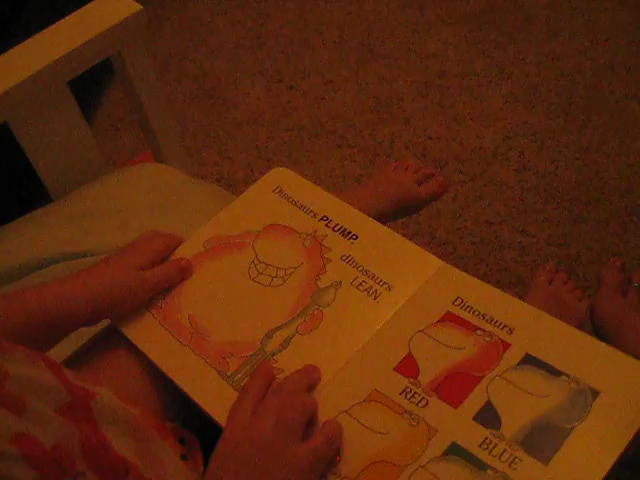 Dinosaurs PLUMP,
dinosaurs
LEAN.
Dinosaurs
RED
BLUE